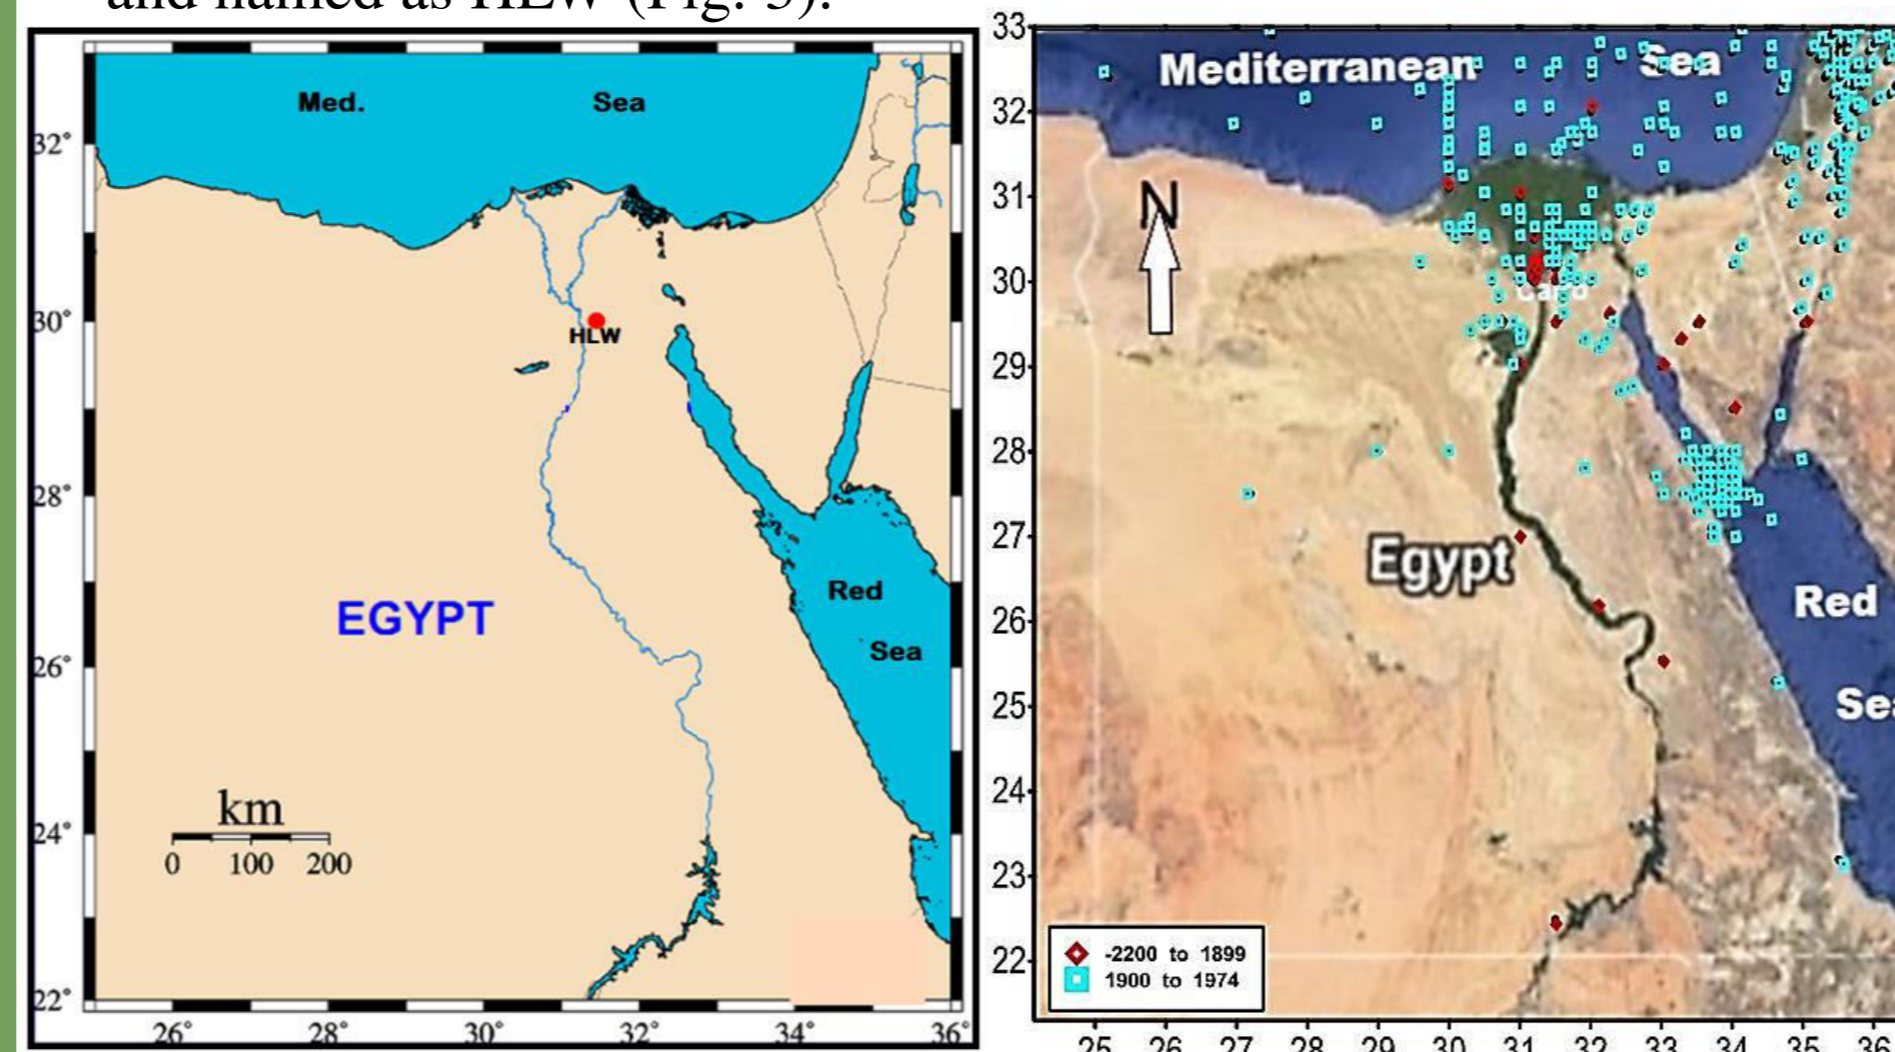 and named as HLW (Fig. 3).
Med. Sea
32°
30°
28°
26°
24°
22°
HLW
EGYPT
Red
Sea
km
0 100 200
26° 28° 30° 32° 34° 36°
33
32
31
30
29
28
27
26
25
24
23
22
Mediterranean Sea
N
Cairo
Egypt
Red
Sea
-2200 to 1899
1900 to 1974
25 26 27 28 29 30 31 32 33 34 35 36